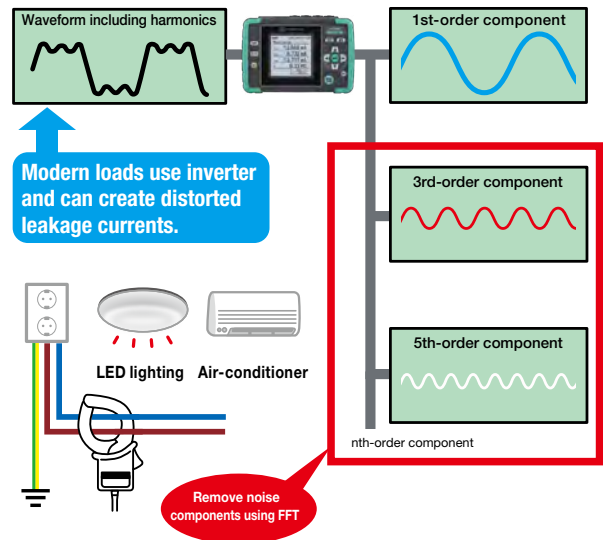 Waveform including harmonics
1st-order component
Modern loads use inverter
and can create distorted
leakage currents.
3rd-order component
LED lighting
Air-conditioner
5th-order component
nth-order component
Remove noise
components using FFT